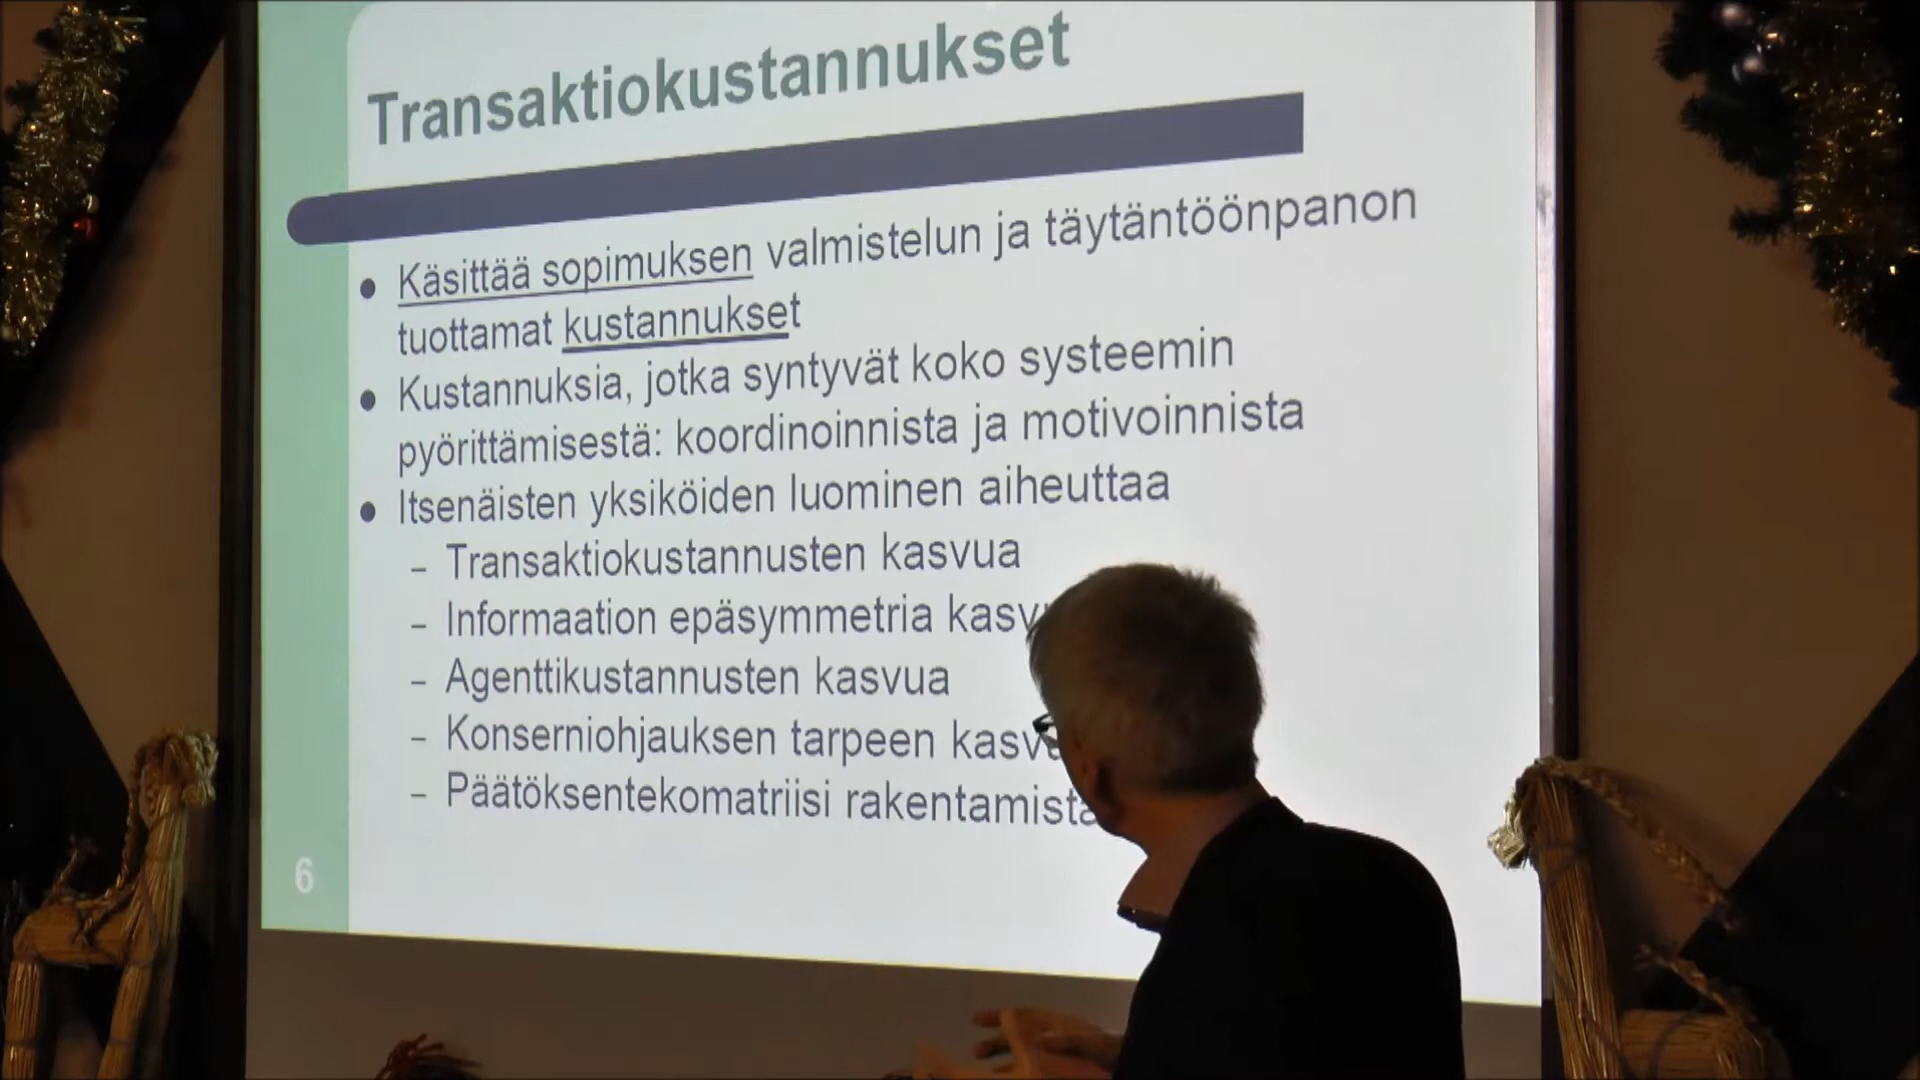 Transaktiokustannukset
● Käsittää sopimuksen valmistelun ja täytäntöönpanon
tuottamat kustannukset
● Kustannuksia, jotka syntyvät koko systeemin
pyörittämisestä: koordinoinnista ja motivoinnista
● Itsenäisten yksiköiden luominen aiheuttaa
– Transaktiokustannusten kasvua
– Informaation epäsymmetria
– Agenttikustannusten kasvua
– Konserniohjauksen tarpeen
– Päätöksentekomatriisi
6